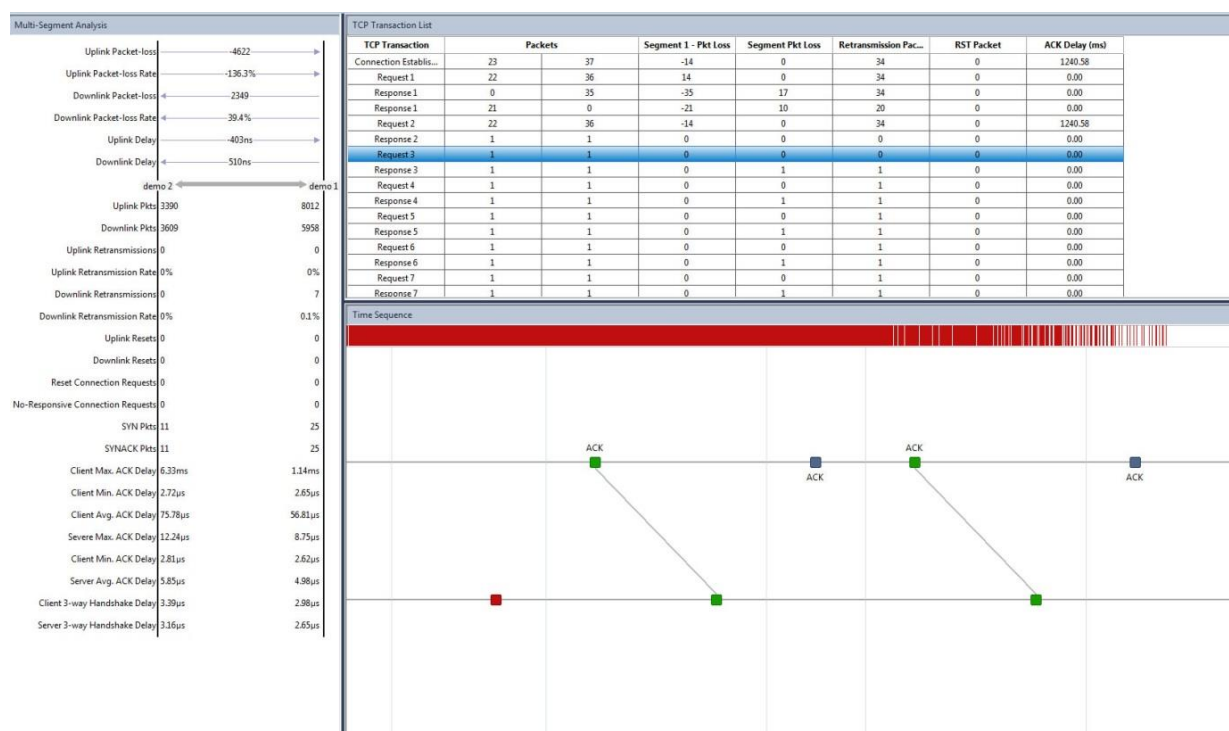 Multi-Segment Analysis
Uplink Packet-loss -4622
Uplink Packet-loss Rate -136.3%
Downlink Packet-loss 2349
Downlink Packet-loss Rate 39.4%
Uplink Delay -403ns
Downlink Delay 510ns
demo 2 demo 1
Uplink Pkts 3390 8012
Downlink Pkts 3609 5958
Uplink Retransmissions 0 0
Uplink Retransmission Rate 0% 0%
Downlink Retransmissions 0 7
Downlink Retransmission Rate 0% 0.1%
Uplink Resets 0 0
Downlink Resets 0 0
Reset Connection Requests 0 0
No-Responsive Connection Requests 0 0
SYN Pkts 11 25
SYNACK Pkts 11 25
Client Max. ACK Delay 6.33ms 1.14ms
Client Min. ACK Delay 2.72μs 2.65μs
Client Avg. ACK Delay 75.78μs 56.81μs
Severe Max. ACK Delay 12.24μs 8.75μs
Client Min. ACK Delay 2.81μs 2.62μs
Server Avg. ACK Delay 5.85μs 4.98μs
Client 3-way Handshake Delay 3.39μs 2.98μs
Server 3-way Handshake Delay 3.16μs 2.65μs
TCP Transaction List
TCP Transaction Packets Segment 1 - Pkt Loss Segment Pkt Loss Retransmission Pac... RST Packet ACK Delay (ms)
Connection Establis... 23 37 -14 0 34 0 1240.58
Request 1 22 36 14 0 34 0 0.00
Response 1 0 35 -35 17 34 0 0.00
Response 1 21 0 -21 10 20 0 0.00
Request 2 22 36 -14 0 34 0 1240.58
Response 2 1 1 0 0 0 0 0.00
Request 3 1 1 0 0 0 0 0.00
Response 3 1 1 0 1 1 0 0.00
Request 4 1 1 0 0 1 0 0.00
Response 4 1 1 0 1 1 0 0.00
Request 5 1 1 0 0 1 0 0.00
Response 5 1 1 0 1 1 0 0.00
Request 6 1 1 0 0 1 0 0.00
Response 6 1 1 0 1 1 0 0.00
Request 7 1 1 0 0 1 0 0.00
Response 7 1 1 0 1 1 0 0.00
Time Sequence
ACK ACK
ACK ACK